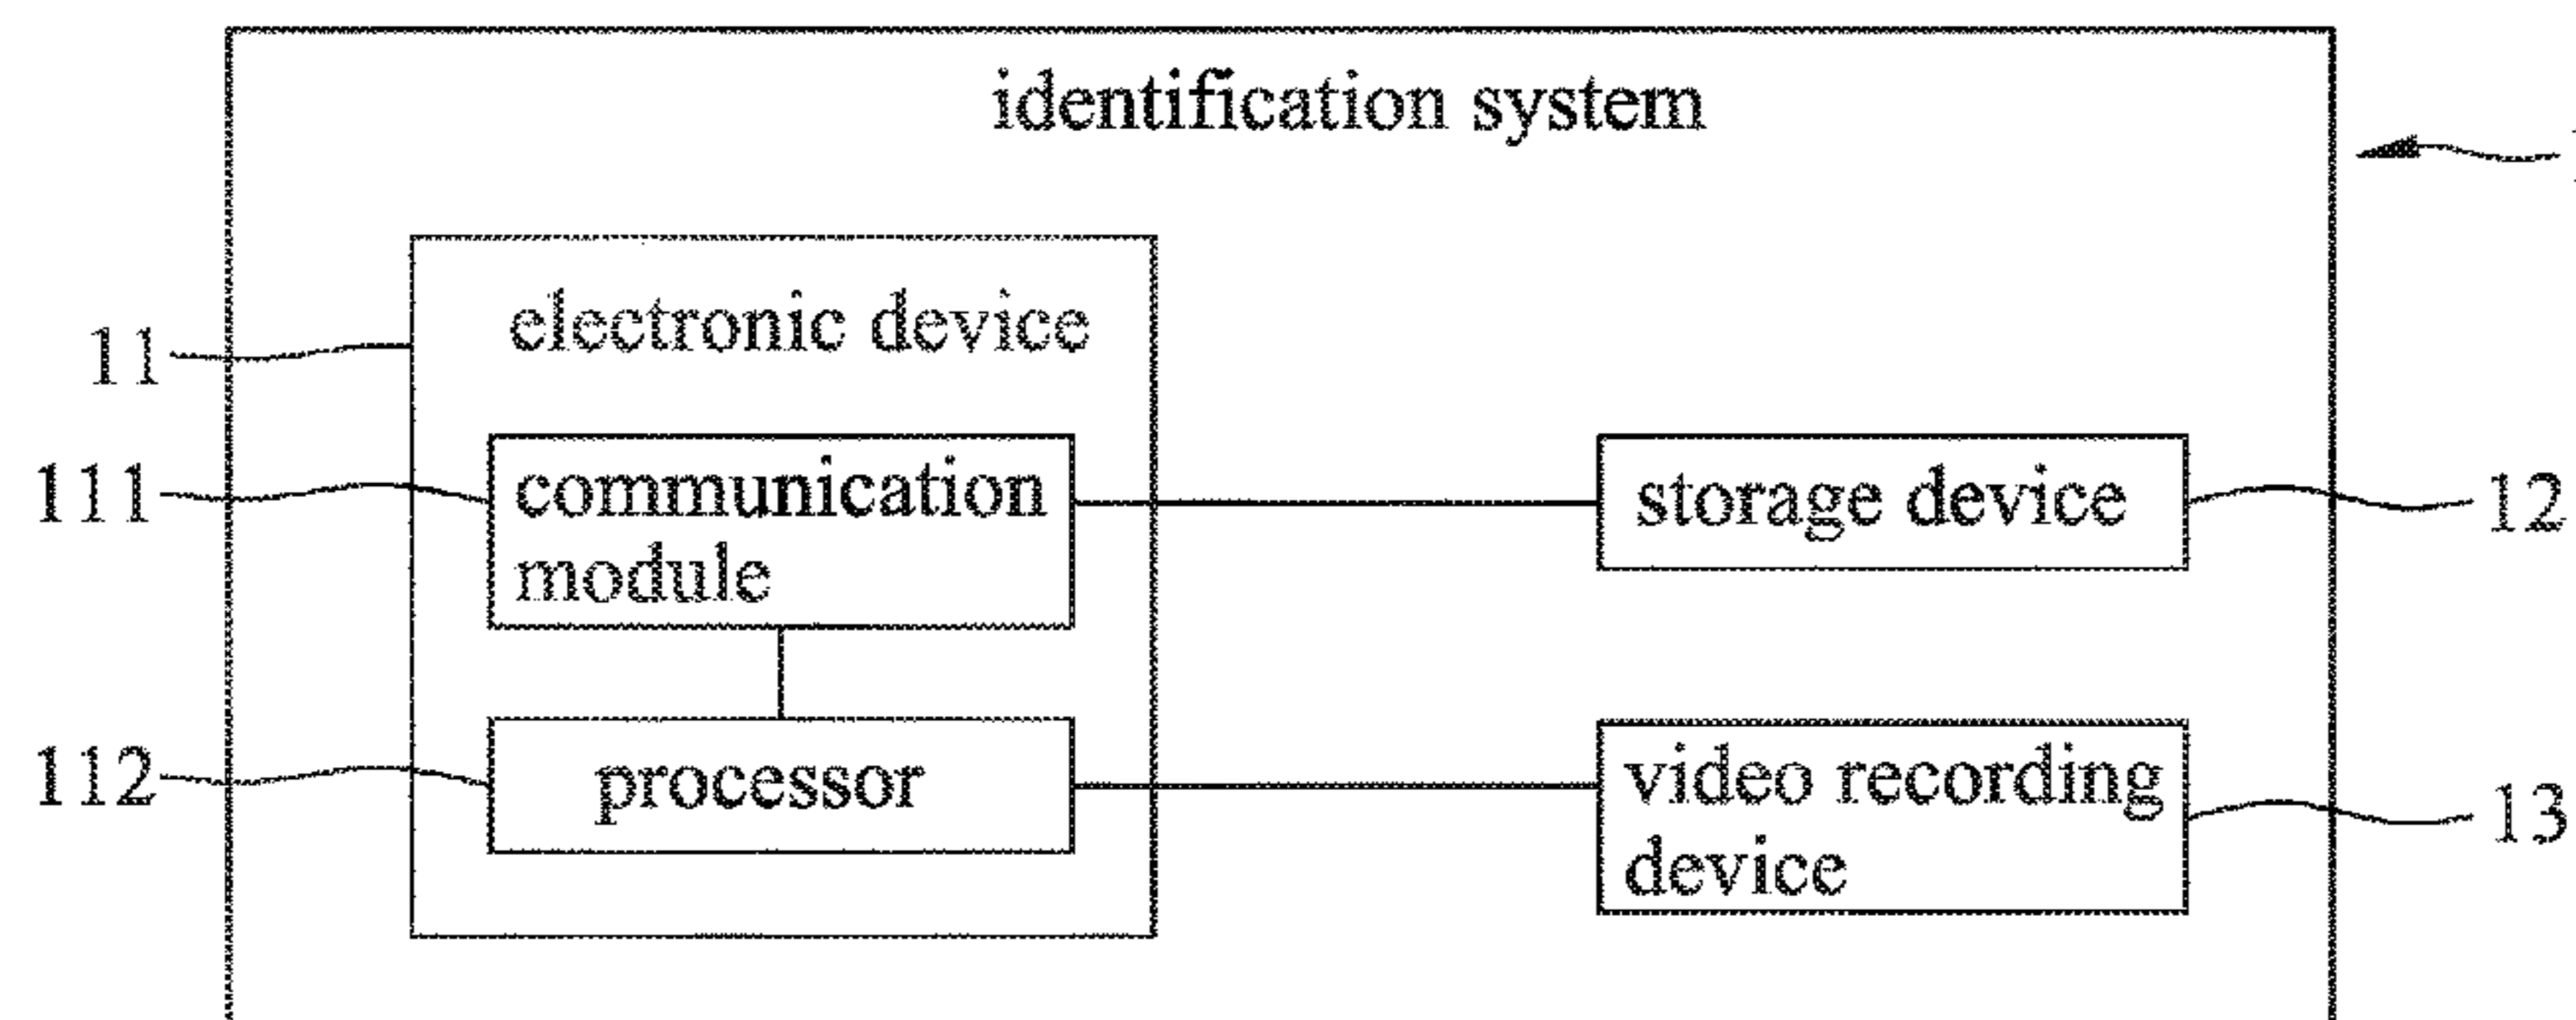 identification system
electronic device
11
communication
module
111
storage device
12
processor
112
video recording
device
13